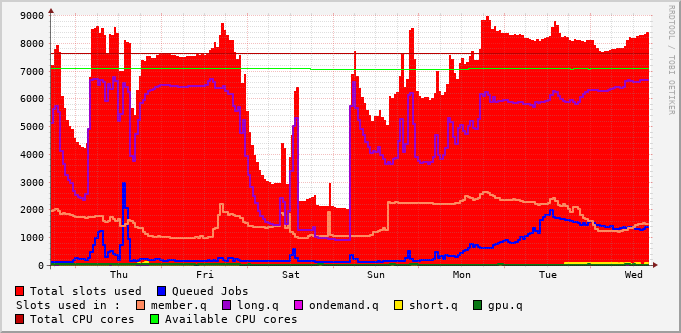 9000
8000
7000
6000
5000
4000
3000
2000
1000
0
Thu Fri Sat Sun Mon Tue Wed
RRDTOOL / TOBI OETIKER
Total slots used Queued Jobs
Slots used in : member.q long.q ondemand.q short.q gpu.q
Total CPU cores Available CPU cores